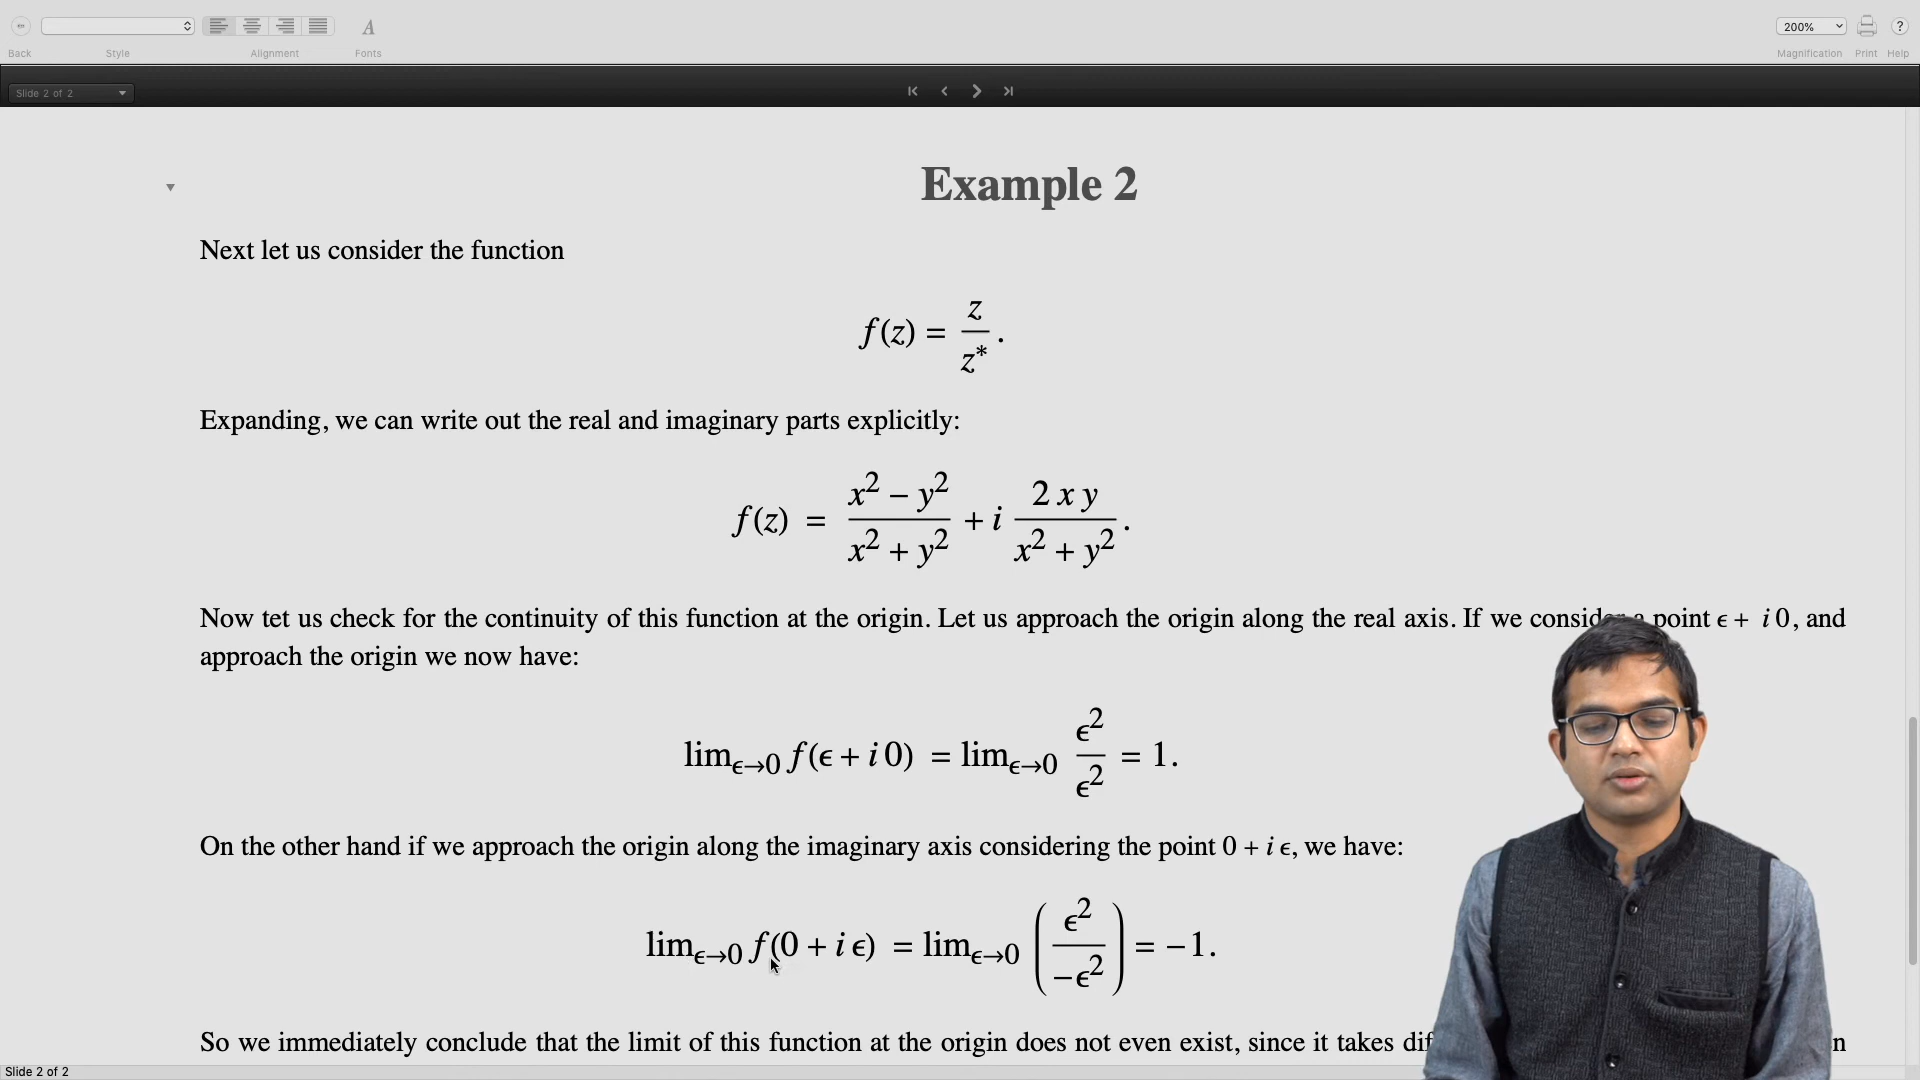 200%
Back Style Alignment Fonts Magnification Print Help
Slide 2 of 2
Example 2
Next let us consider the function
f(z) = z/z*.
Expanding, we can write out the real and imaginary parts explicitly:
f(z) = (x² − y²)/(x² + y²) + i (2 x y)/(x² + y²).
Now tet us check for the continuity of this function at the origin. Let us approach the origin along the real axis. If we consider a point ϵ + i 0, and
approach the origin we now have:
lim_{ϵ→0} f(ϵ + i 0) = lim_{ϵ→0} ϵ²/ϵ² = 1.
On the other hand if we approach the origin along the imaginary axis considering the point 0 + i ϵ, we have:
lim_{ϵ→0} f(0 + i ϵ) = lim_{ϵ→0} (ϵ²/−ϵ²) = −1.
So we immediately conclude that the limit of this function at the origin does not even exist, since it takes
Slide 2 of 2